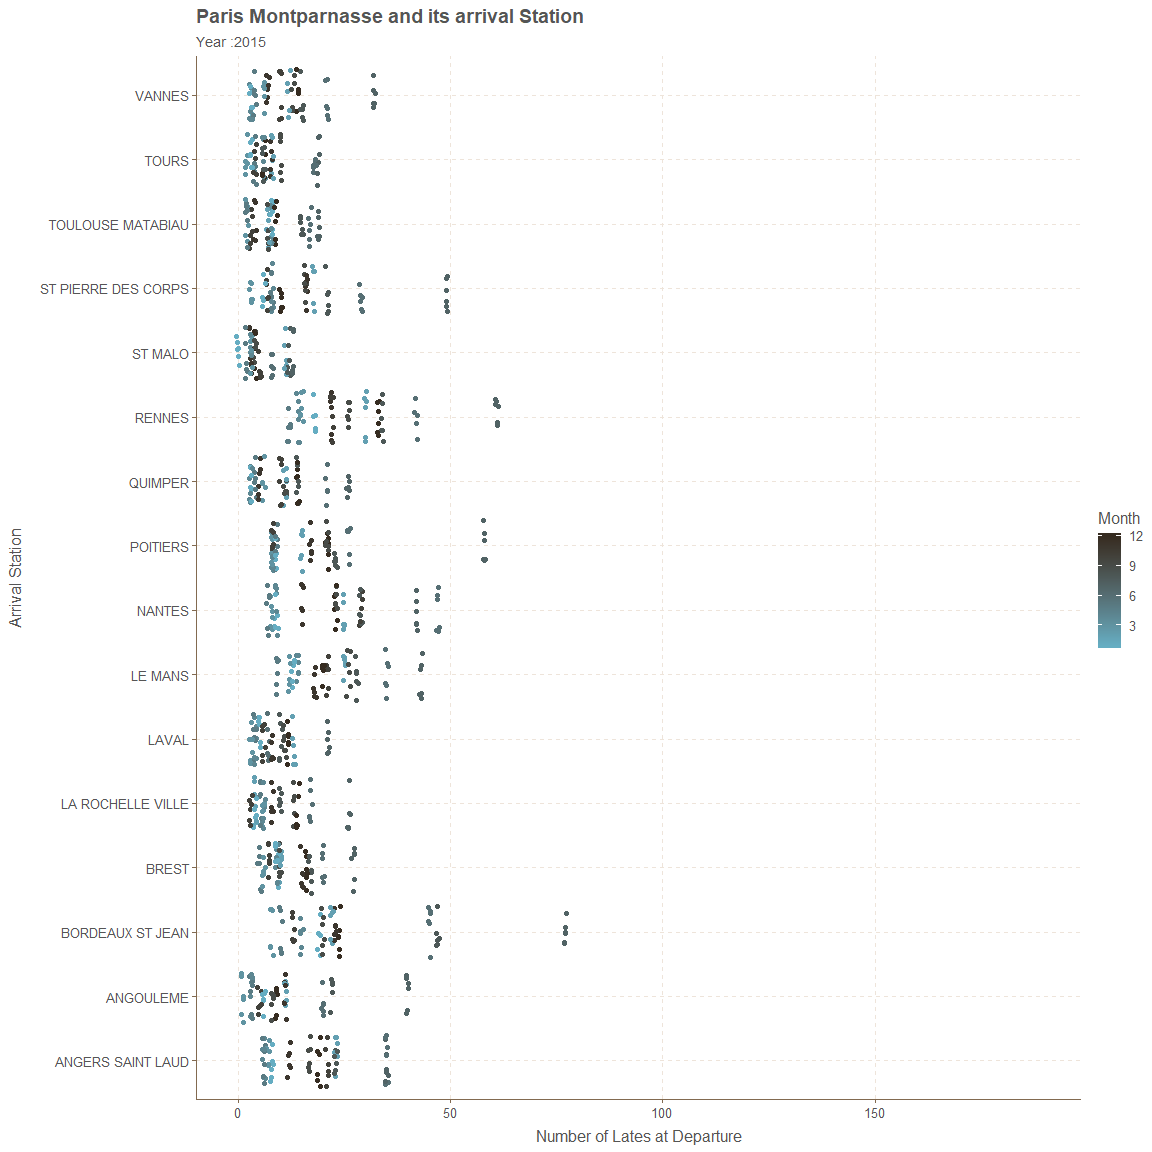 Paris Montparnasse and its arrival Station
Year :2015
VANNES
TOURS
TOULOUSE MATABIAU
ST PIERRE DES CORPS
ST MALO
RENNES
QUIMPER
POITIERS
NANTES
LE MANS
LAVAL
LA ROCHELLE VILLE
BREST
BORDEAUX ST JEAN
ANGOULEME
ANGERS SAINT LAUD
Arrival Station
0 50 100 150
Number of Lates at Departure
Month
12
9
6
3